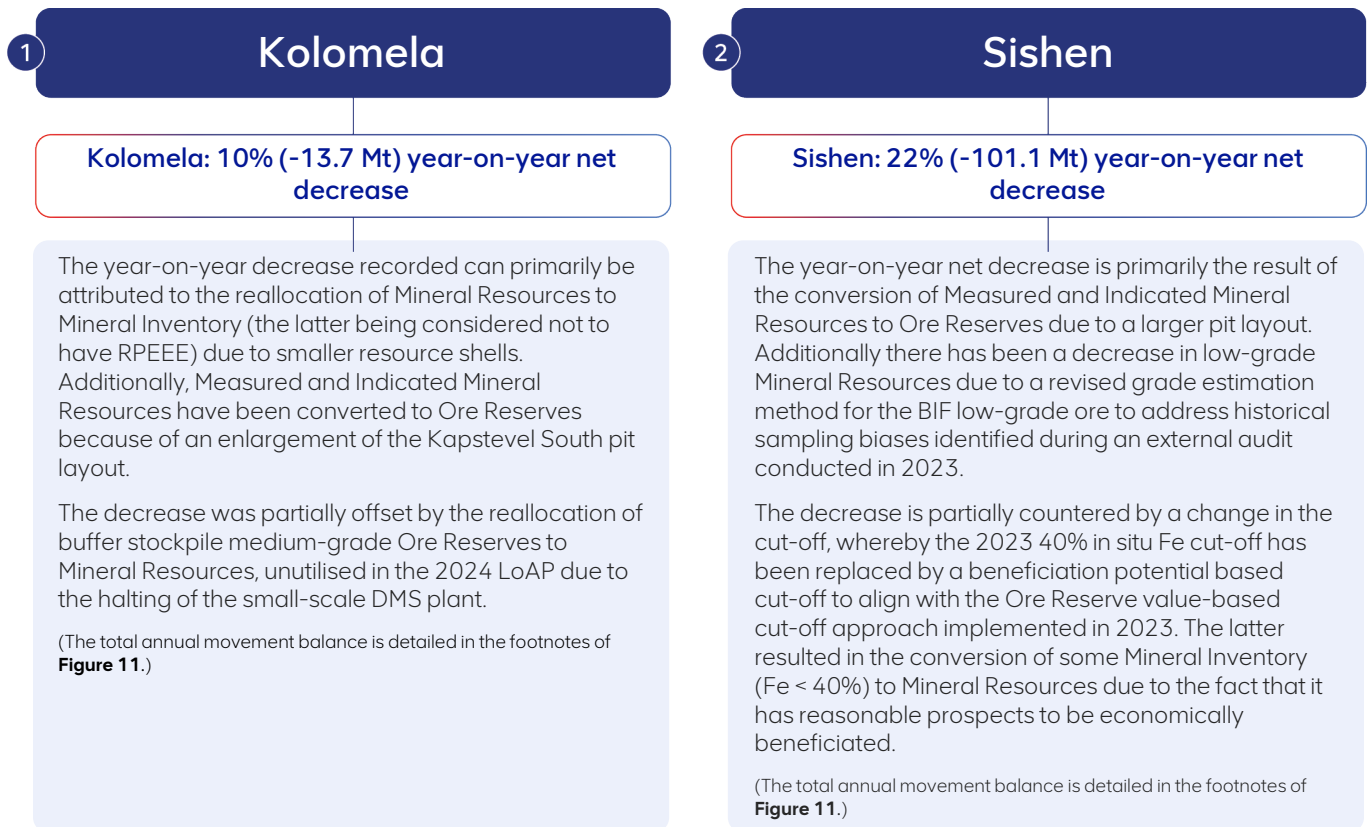 1
Kolomela
Kolomela: 10% (-13.7 Mt) year-on-year net
decrease
The year-on-year decrease recorded can primarily be
attributed to the reallocation of Mineral Resources to
Mineral Inventory (the latter being considered not to
have RPEEE) due to smaller resource shells.
Additionally, Measured and Indicated Mineral
Resources have been converted to Ore Reserves
because of an enlargement of the Kapstevel South pit
layout.
The decrease was partially offset by the reallocation of
buffer stockpile medium-grade Ore Reserves to
Mineral Resources, unutilised in the 2024 LoAP due to
the halting of the small-scale DMS plant.
(The total annual movement balance is detailed in the footnotes of
Figure 11.)
2
Sishen
Sishen: 22% (-101.1 Mt) year-on-year net
decrease
The year-on-year net decrease is primarily the result of
the conversion of Measured and Indicated Mineral
Resources to Ore Reserves due to a larger pit layout.
Additionally there has been a decrease in low-grade
Mineral Resources due to a revised grade estimation
method for the BIF low-grade ore to address historical
sampling biases identified during an external audit
conducted in 2023.
The decrease is partially countered by a change in the
cut-off, whereby the 2023 40% in situ Fe cut-off has
been replaced by a beneficiation potential based
cut-off to align with the Ore Reserve value-based
cut-off approach implemented in 2023. The latter
resulted in the conversion of some Mineral Inventory
(Fe < 40%) to Mineral Resources due to the fact that it
has reasonable prospects to be economically
beneficiated.
(The total annual movement balance is detailed in the footnotes of
Figure 11.)